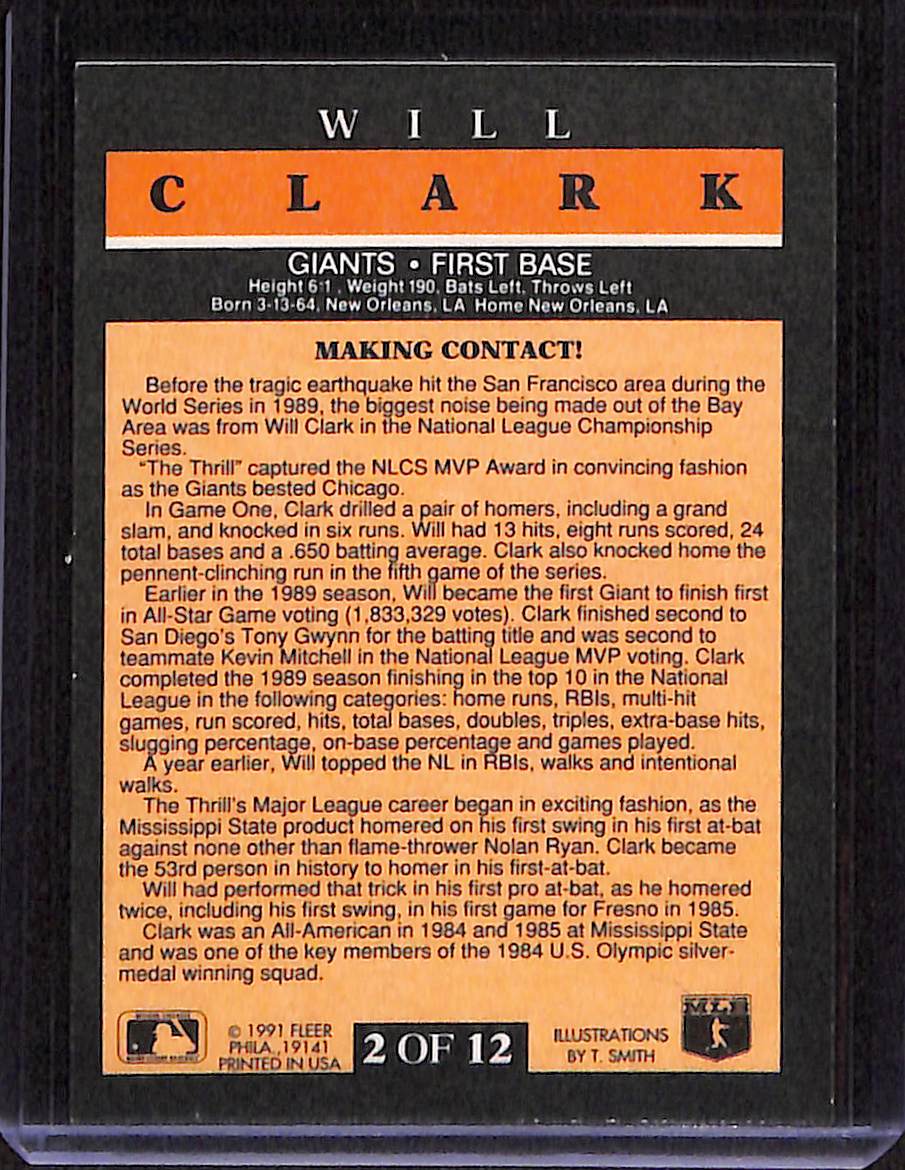 W I L L
C L A R K
GIANTS • FIRST BASE
Height 6-1, Weight 190, Bats Left, Throws Left
Born 3-13-64, New Orleans, LA Home New Orleans, LA
MAKING CONTACT!
Before the tragic earthquake hit the San Francisco area during the
World Series in 1989, the biggest noise being made out of the Bay
Area was from Will Clark in the National League Championship
Series.
"The Thrill" captured the NLCS MVP Award in convincing fashion
as the Giants bested Chicago.
In Game One, Clark drilled a pair of homers, including a grand
slam, and knocked in six runs. Will had 13 hits, eight runs scored, 24
total bases and a .650 batting average. Clark also knocked home the
pennent-clinching run in the fifth game of the series.
Earlier in the 1989 season, Will became the first Giant to finish first
in All-Star Game voting (1,833,329 votes). Clark finished second to
San Diego's Tony Gwynn for the batting title and was second to
teammate Kevin Mitchell in the National League MVP voting. Clark
completed the 1989 season finishing in the top 10 in the National
League in the following categories: home runs, RBIs, multi-hit
games, run scored, hits, total bases, doubles, triples, extra-base hits,
slugging percentage, on-base percentage and games played.
A year earlier, Will topped the NL in RBIs, walks and intentional
walks.
The Thrill's Major League career began in exciting fashion, as the
Mississippi State product homered on his first swing in his first at-bat
against none other than flame-thrower Nolan Ryan. Clark became
the 53rd person in history to homer in his first-at-bat.
Will had performed that trick in his first pro at-bat, as he homered
twice, including his first swing, in his first game for Fresno in 1985.
Clark was an All-American in 1984 and 1985 at Mississippi State
and was one of the key members of the 1984 U.S. Olympic silver-
medal winning squad.
© 1991 FLEER
PHILA., 19141
PRINTED IN USA
2 OF 12
ILLUSTRATIONS
BY T. SMITH